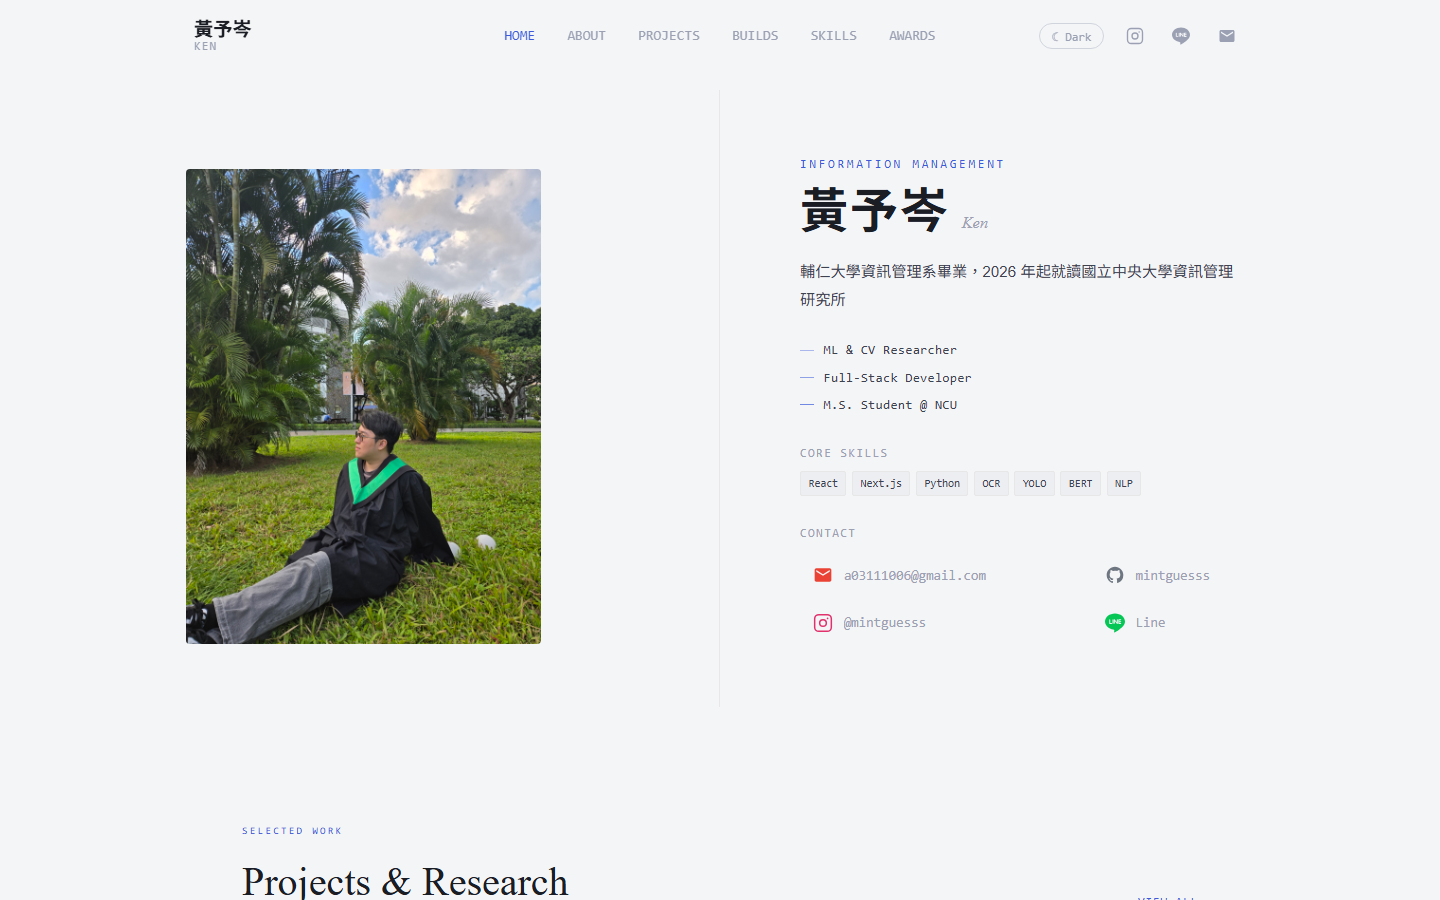 黃予岑
KEN
HOME
ABOUT
PROJECTS
BUILDS
SKILLS
AWARDS
☾ Dark
LINE
INFORMATION MANAGEMENT
黃予岑 Ken
輔仁大學資訊管理系畢業，2026 年起就讀國立中央大學資訊管理
研究所
ML & CV Researcher
Full-Stack Developer
M.S. Student @ NCU
CORE SKILLS
React
Next.js
Python
OCR
YOLO
BERT
NLP
CONTACT
a03111006@gmail.com
mintguesss
@mintguesss
LINE
Line
SELECTED WORK
Projects & Research